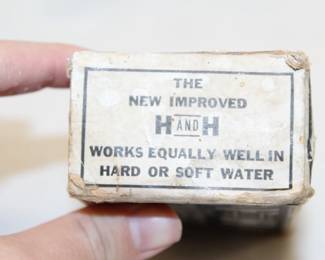 THE
NEW IMPROVED
H AND H
WORKS EQUALLY WELL IN
HARD OR SOFT WATER